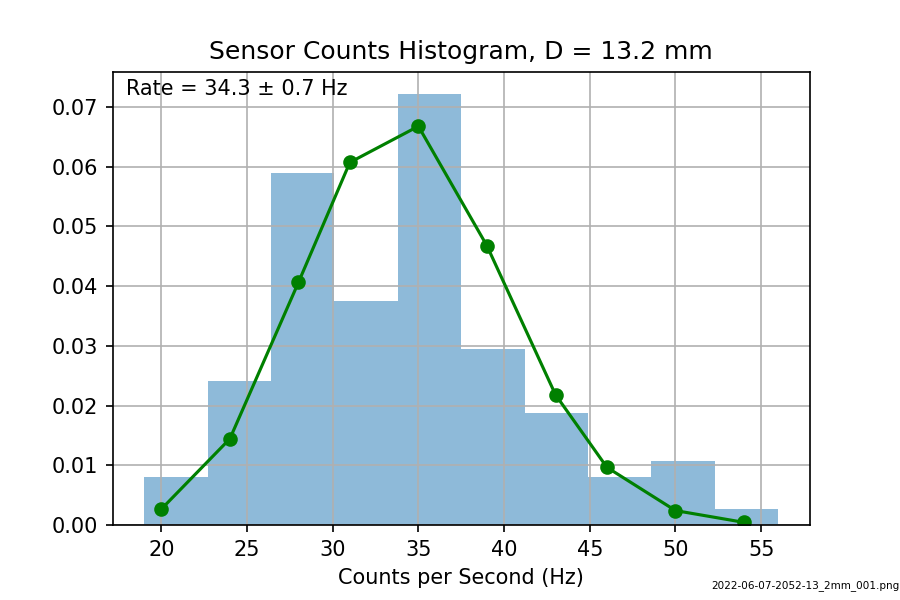 Sensor Counts Histogram, D = 13.2 mm
Rate = 34.3 ± 0.7 Hz
0.07
0.06
0.05
0.04
0.03
0.02
0.01
0.00
20 25 30 35 40 45 50 55
Counts per Second (Hz)
2022-06-07-2052-13_2mm_001.png